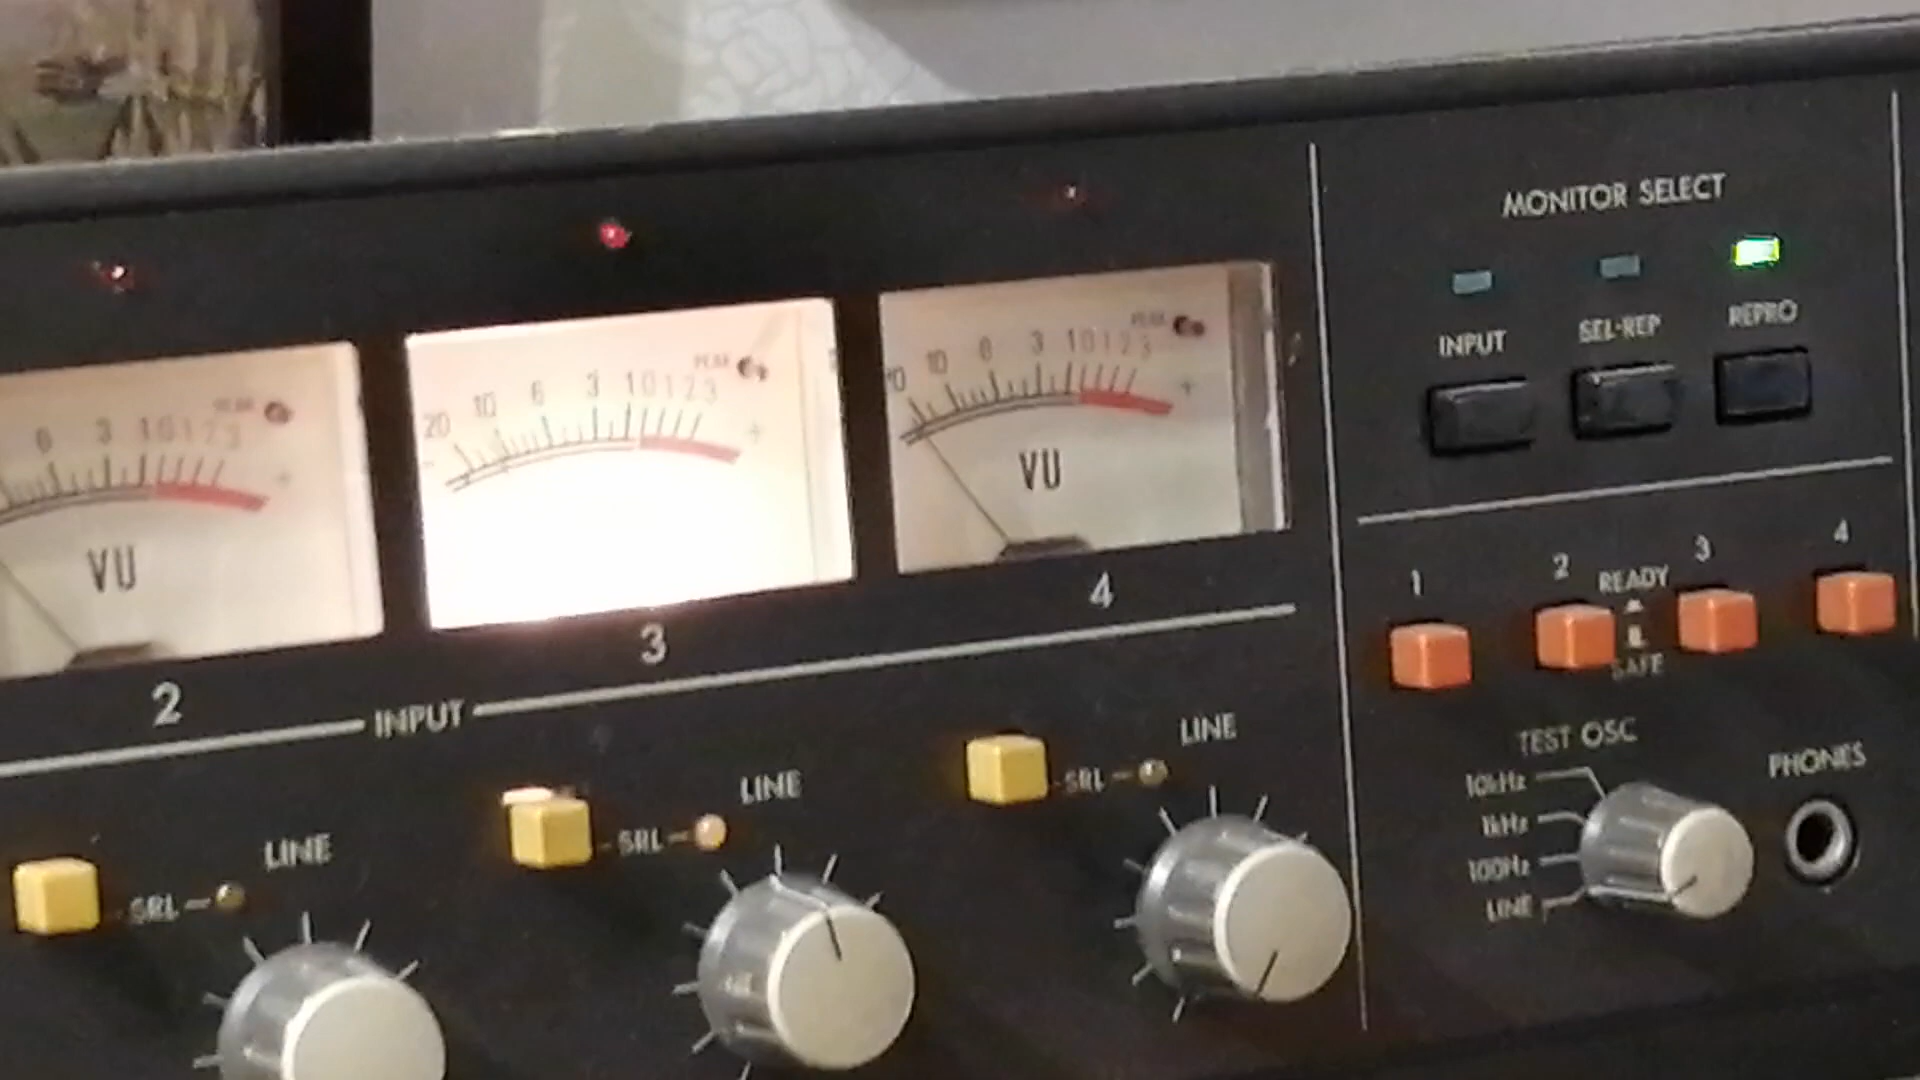 MONITOR SELECT
INPUT SEL-REP REPRO
6 3 1 0 1 2 3 PEAK +
VU
2
20 10 6 3 1 0 1 2 3 PEAK +
3
10 6 3 1 0 1 2 3 PEAK +
VU
4
1 2 3 4
READY
SAFE
INPUT
SRL LINE
SRL LINE
SRL LINE
TEST OSC
10kHz
1kHz
100Hz
LINE
PHONES